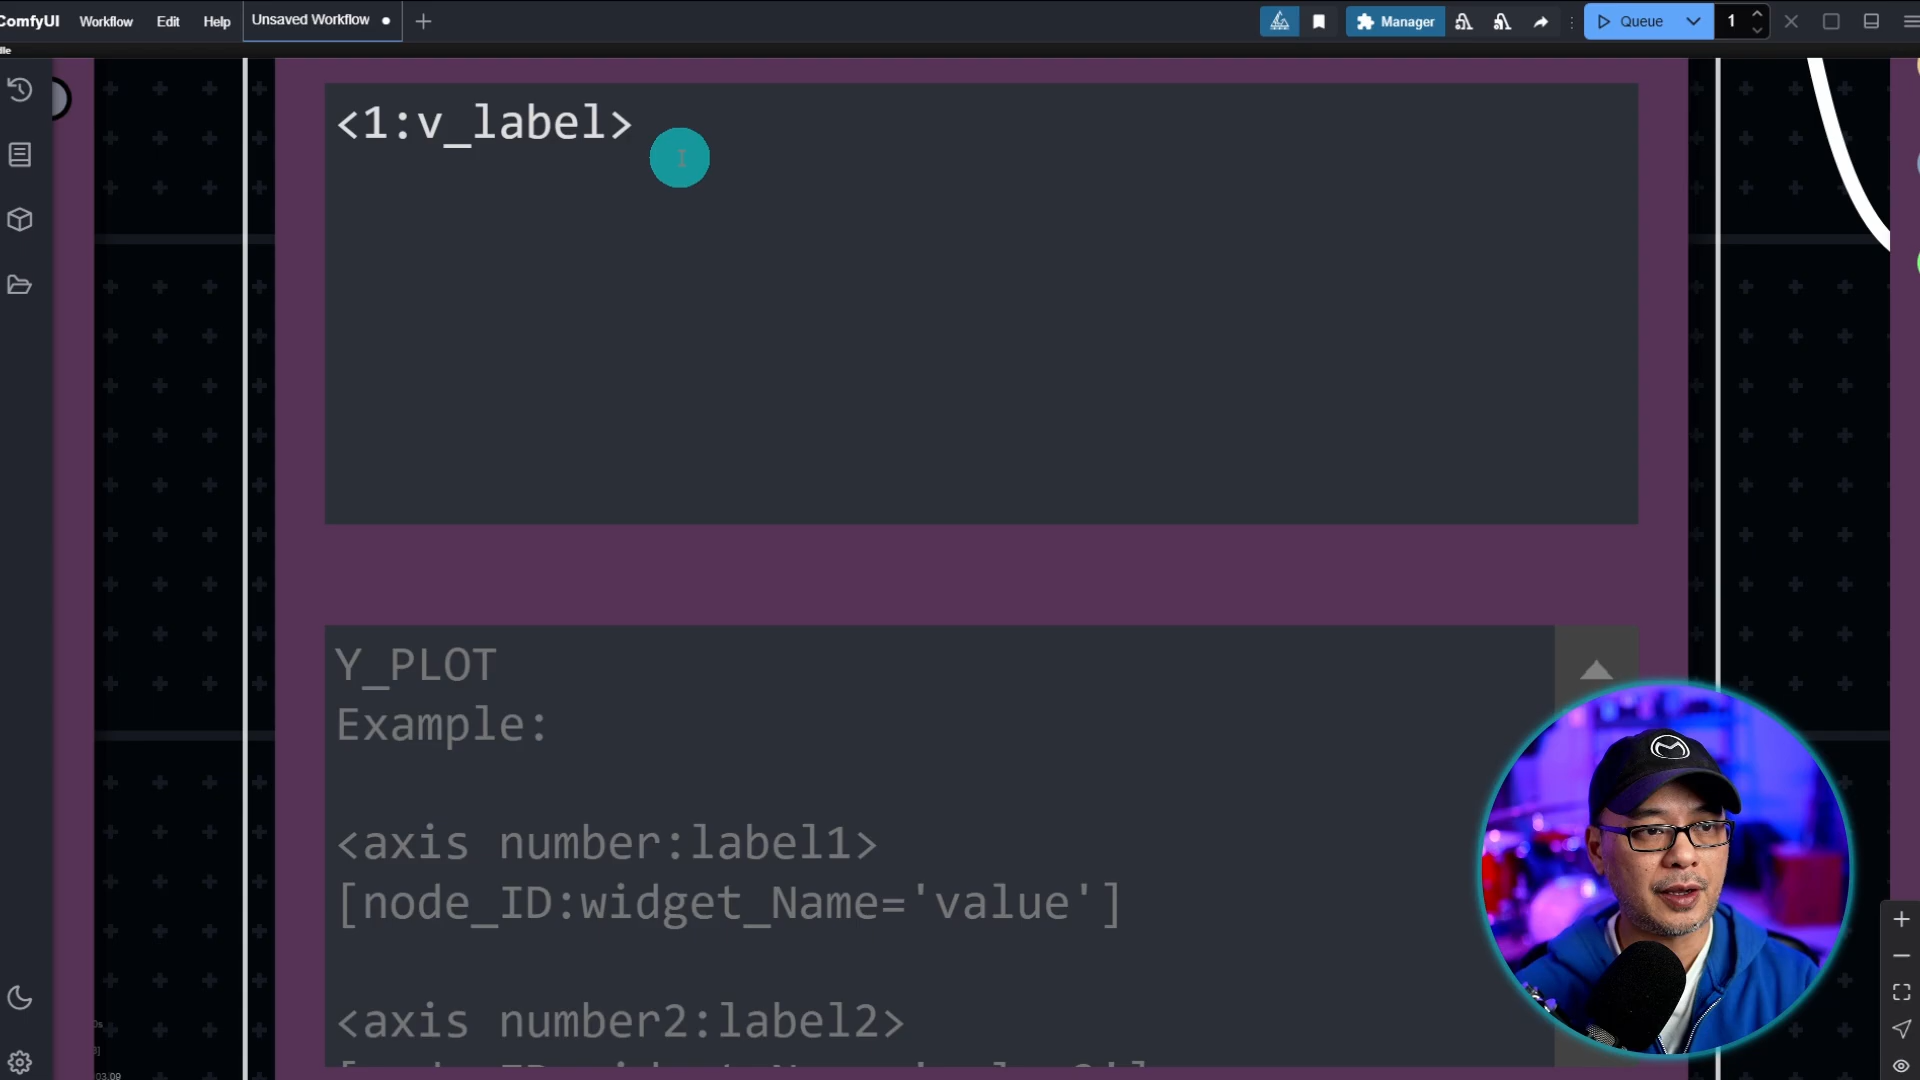 ComfyUI Workflow Edit Help Unsaved Workflow Manager Queue 1
<1:v_label>
Y_PLOT
Example:
<axis number:label1>
[node_ID:widget_Name='value']
<axis number2:label2>